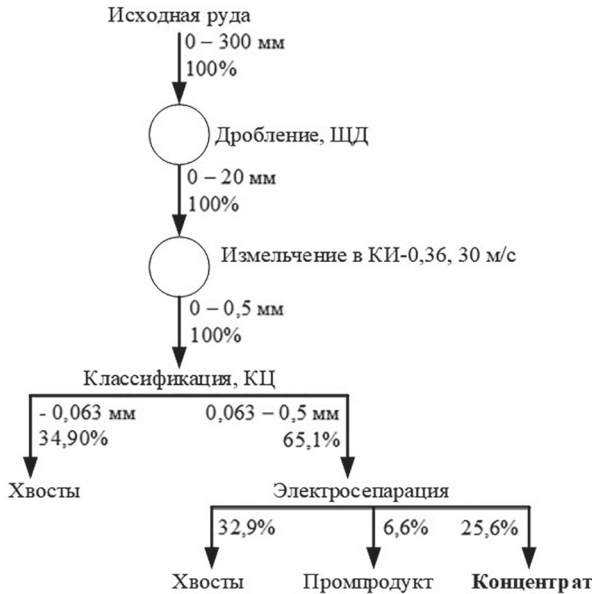 Исходная руда
0 – 300 мм
100%
Дробление, ЩД
0 – 20 мм
100%
Измельчение в КИ-0,36, 30 м/с
0 – 0,5 мм
100%
Классификация, КЦ
- 0,063 мм
34,90%
0,063 – 0,5 мм
65,1%
Хвосты
Электросепарация
32,9%
6,6%
25,6%
Хвосты
Промпродукт
Концентрат